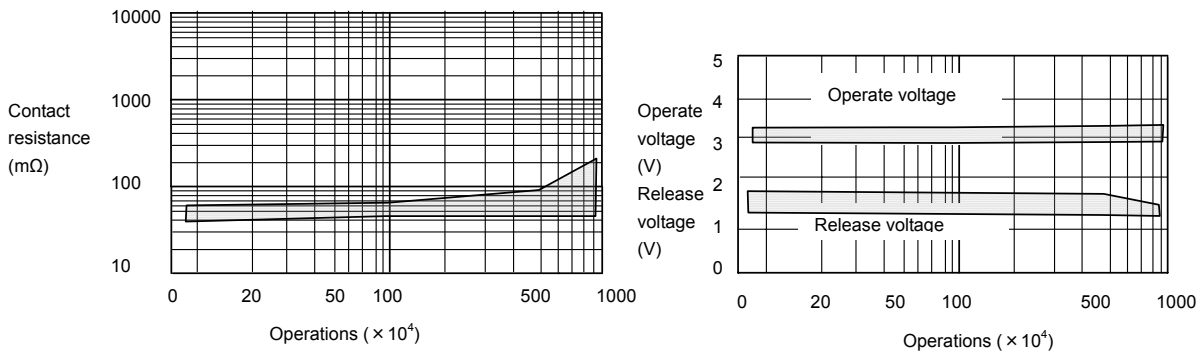 10000
1000
100
10
Contact
resistance
(mΩ)
0 20 50 100 500 1000
Operations (×10⁴)
5
4
3
2
1
0
Operate
voltage
(V)
Release
voltage
(V)
Operate voltage
Release voltage
0 20 50 100 500 1000
Operations (×10⁴)